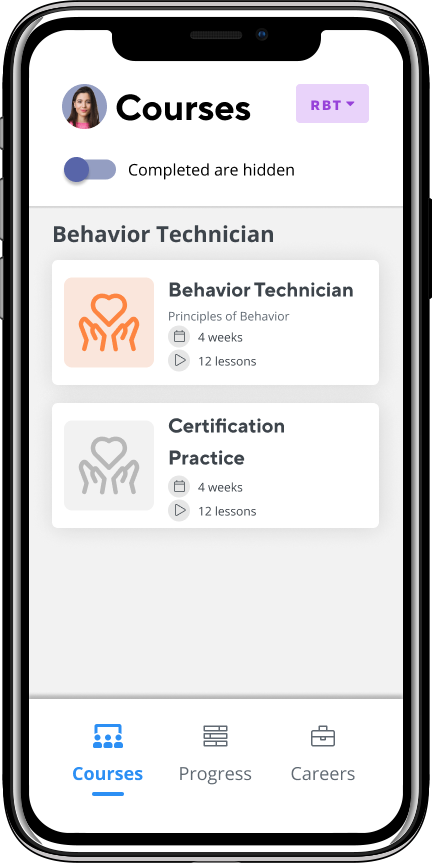 Courses
RBT
Completed are hidden
Behavior Technician
Behavior Technician
Principles of Behavior
4 weeks
12 lessons
Certification
Practice
4 weeks
12 lessons
Courses
Progress
Careers